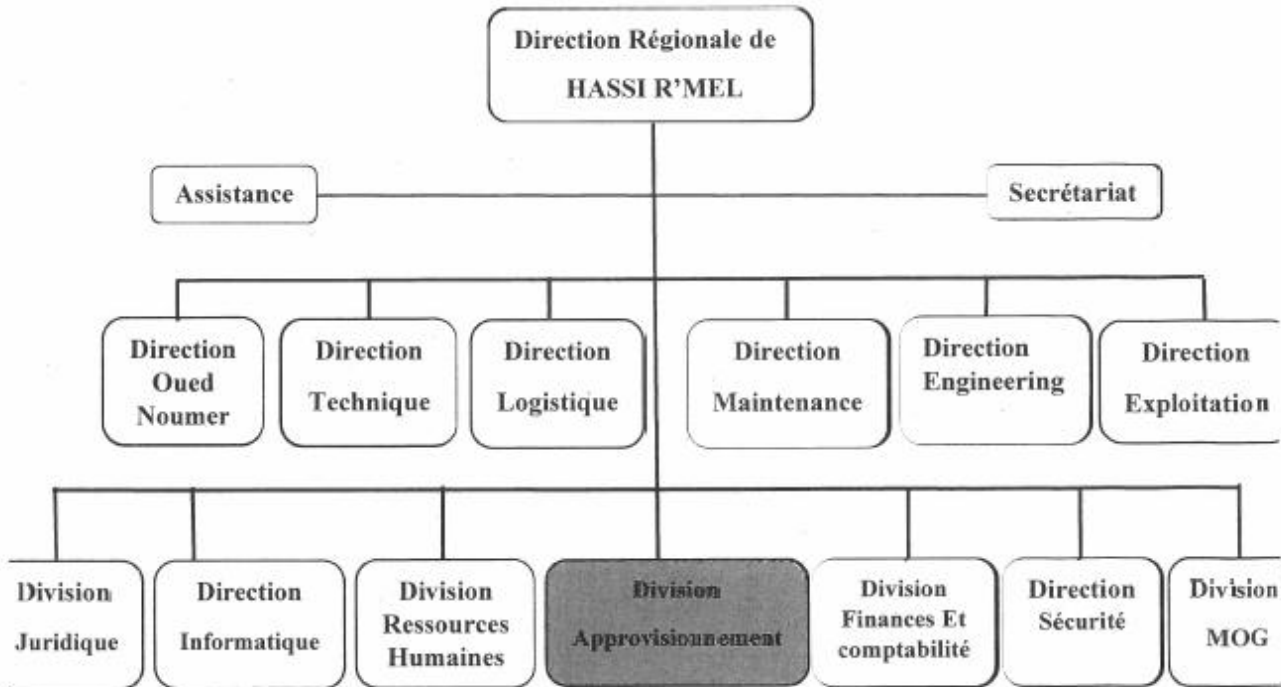 Direction Régionale de
HASSI R'MEL
Assistance
Secrétariat
Direction
Oued
Noumer
Direction
Technique
Direction
Logistique
Direction
Maintenance
Direction
Engineering
Direction
Exploitation
Division
Juridique
Direction
Informatique
Division
Ressources
Humaines
Division
Approvisionnement
Division
Finances Et
comptabilité
Direction
Sécurité
Division
MOG